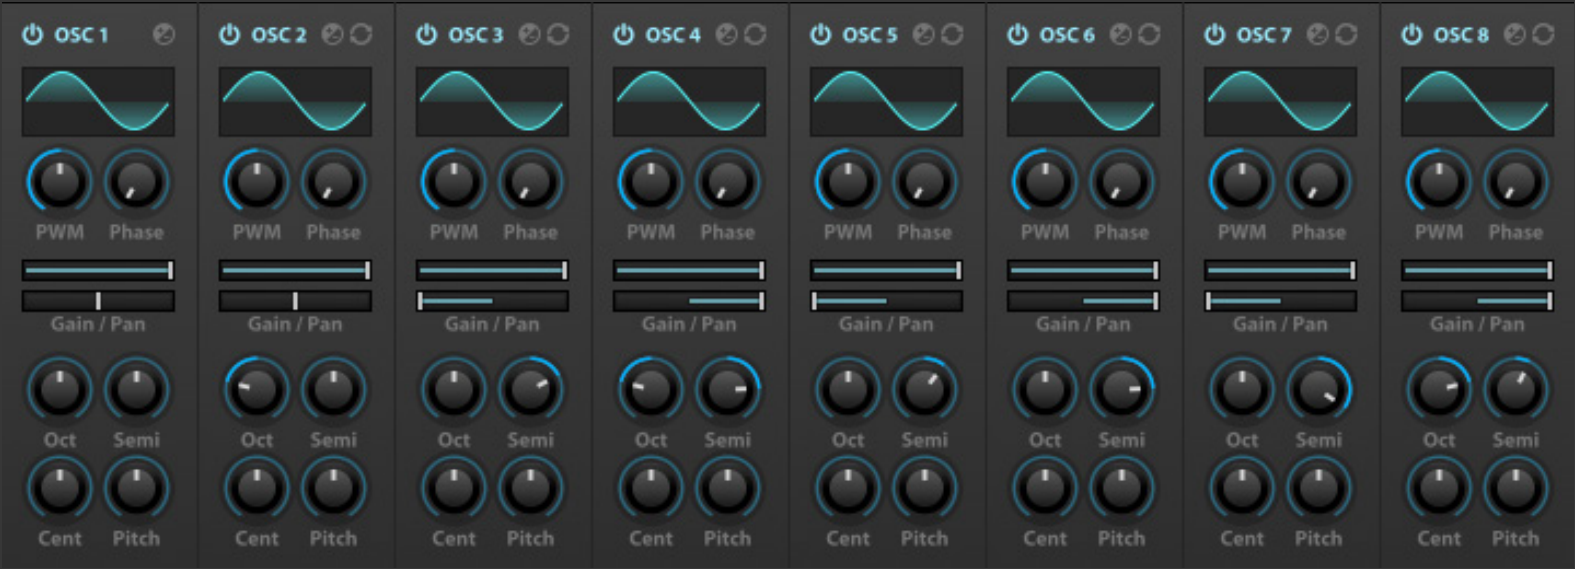 OSC 1 OSC 2 OSC 3 OSC 4 OSC 5 OSC 6 OSC 7 OSC 8
PWM Phase PWM Phase PWM Phase PWM Phase PWM Phase PWM Phase PWM Phase PWM Phase
Gain / Pan Gain / Pan Gain / Pan Gain / Pan Gain / Pan Gain / Pan Gain / Pan Gain / Pan
Oct Semi Oct Semi Oct Semi Oct Semi Oct Semi Oct Semi Oct Semi Oct Semi
Cent Pitch Cent Pitch Cent Pitch Cent Pitch Cent Pitch Cent Pitch Cent Pitch Cent Pitch